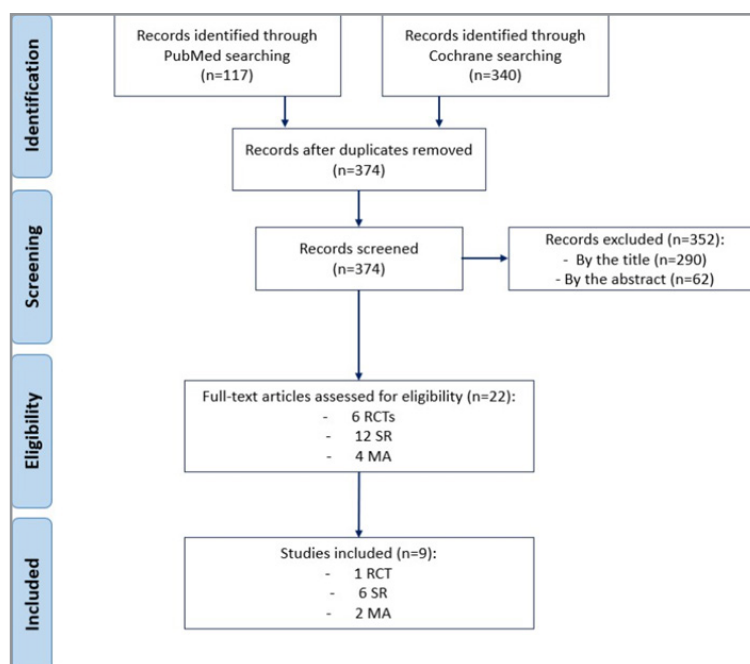 Identification
Records identified through
PubMed searching
(n=117)
Records identified through
Cochrane searching
(n=340)
Records after duplicates removed
(n=374)
Screening
Records screened
(n=374)
Records excluded (n=352):
- By the title (n=290)
- By the abstract (n=62)
Eligibility
Full-text articles assessed for eligibility (n=22):
- 6 RCTs
- 12 SR
- 4 MA
Included
Studies included (n=9):
- 1 RCT
- 6 SR
- 2 MA